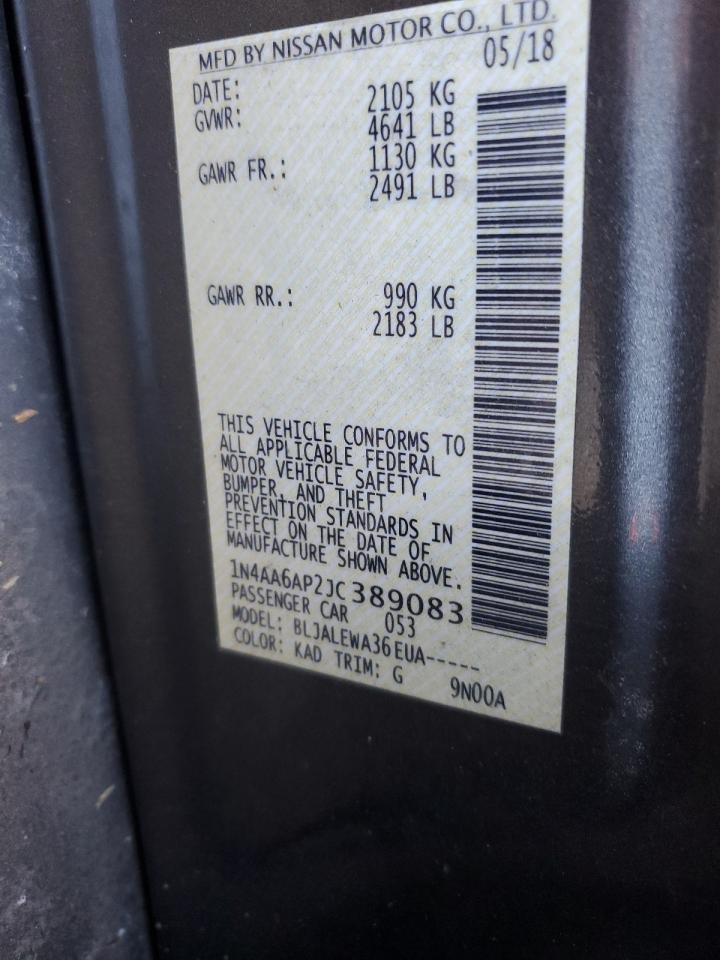 MFD BY NISSAN MOTOR CO., LTD.
DATE: 05/18
GVWR: 2105 KG
4641 LB
GAWR FR.: 1130 KG
2491 LB
GAWR RR.: 990 KG
2183 LB
THIS VEHICLE CONFORMS TO
ALL APPLICABLE FEDERAL
MOTOR VEHICLE SAFETY,
BUMPER, AND THEFT
PREVENTION STANDARDS IN
EFFECT ON THE DATE OF
MANUFACTURE SHOWN ABOVE.
1N4AA6AP2JC389083
PASSENGER CAR 053
MODEL: BLJALEWA36EUA-----
COLOR: KAD TRIM: G 9N00A